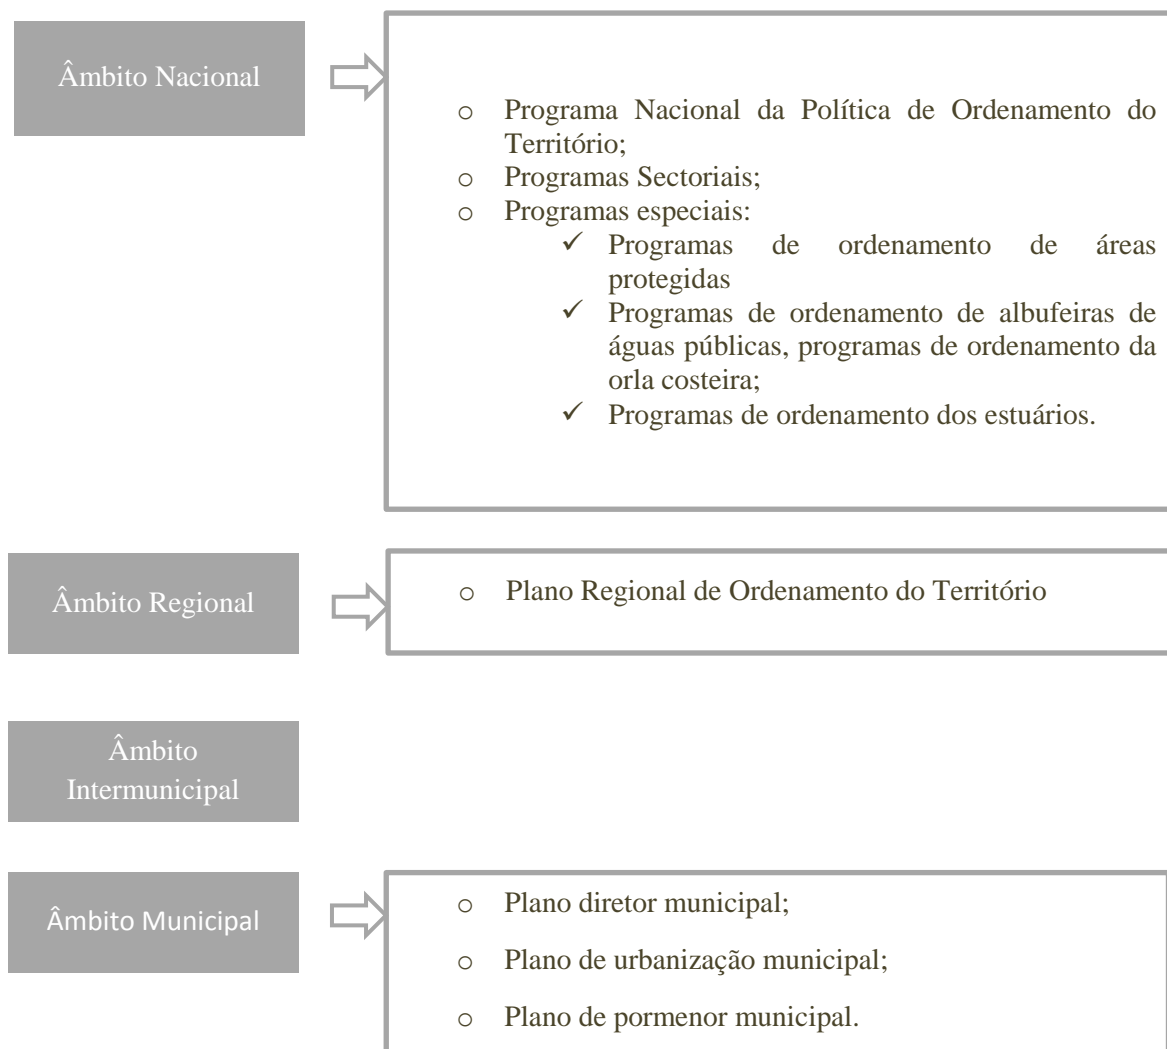 Âmbito Nacional
o Programa Nacional da Política de Ordenamento do
Território;
o Programas Sectoriais;
o Programas especiais:
✓ Programas de ordenamento de áreas
protegidas
✓ Programas de ordenamento de albufeiras de
águas públicas, programas de ordenamento da
orla costeira;
✓ Programas de ordenamento dos estuários.
Âmbito Regional
o Plano Regional de Ordenamento do Território
Âmbito
Intermunicipal
Âmbito Municipal
o Plano diretor municipal;
o Plano de urbanização municipal;
o Plano de pormenor municipal.